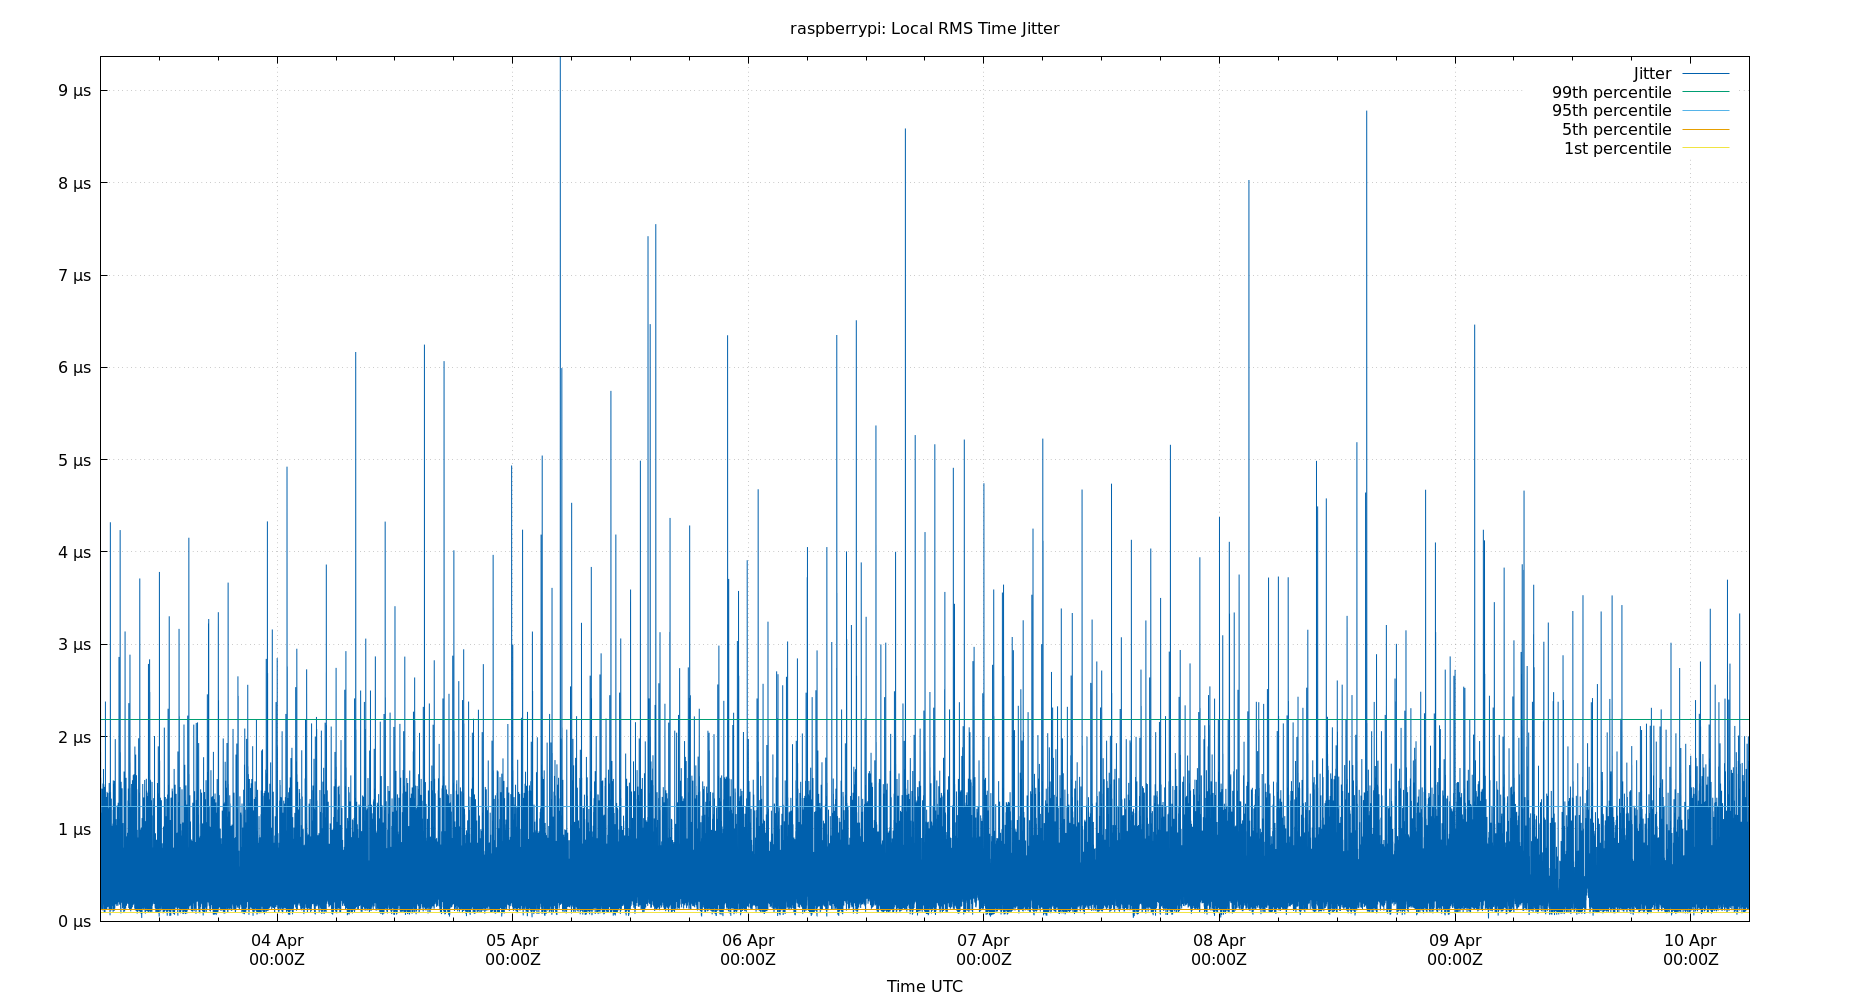 raspberrypi: Local RMS Time Jitter
Jitter
99th percentile
95th percentile
5th percentile
1st percentile
9 µs
8 µs
7 µs
6 µs
5 µs
4 µs
3 µs
2 µs
1 µs
0 µs
04 Apr 05 Apr 06 Apr 07 Apr 08 Apr 09 Apr 10 Apr
00:00Z 00:00Z 00:00Z 00:00Z 00:00Z 00:00Z 00:00Z
Time UTC